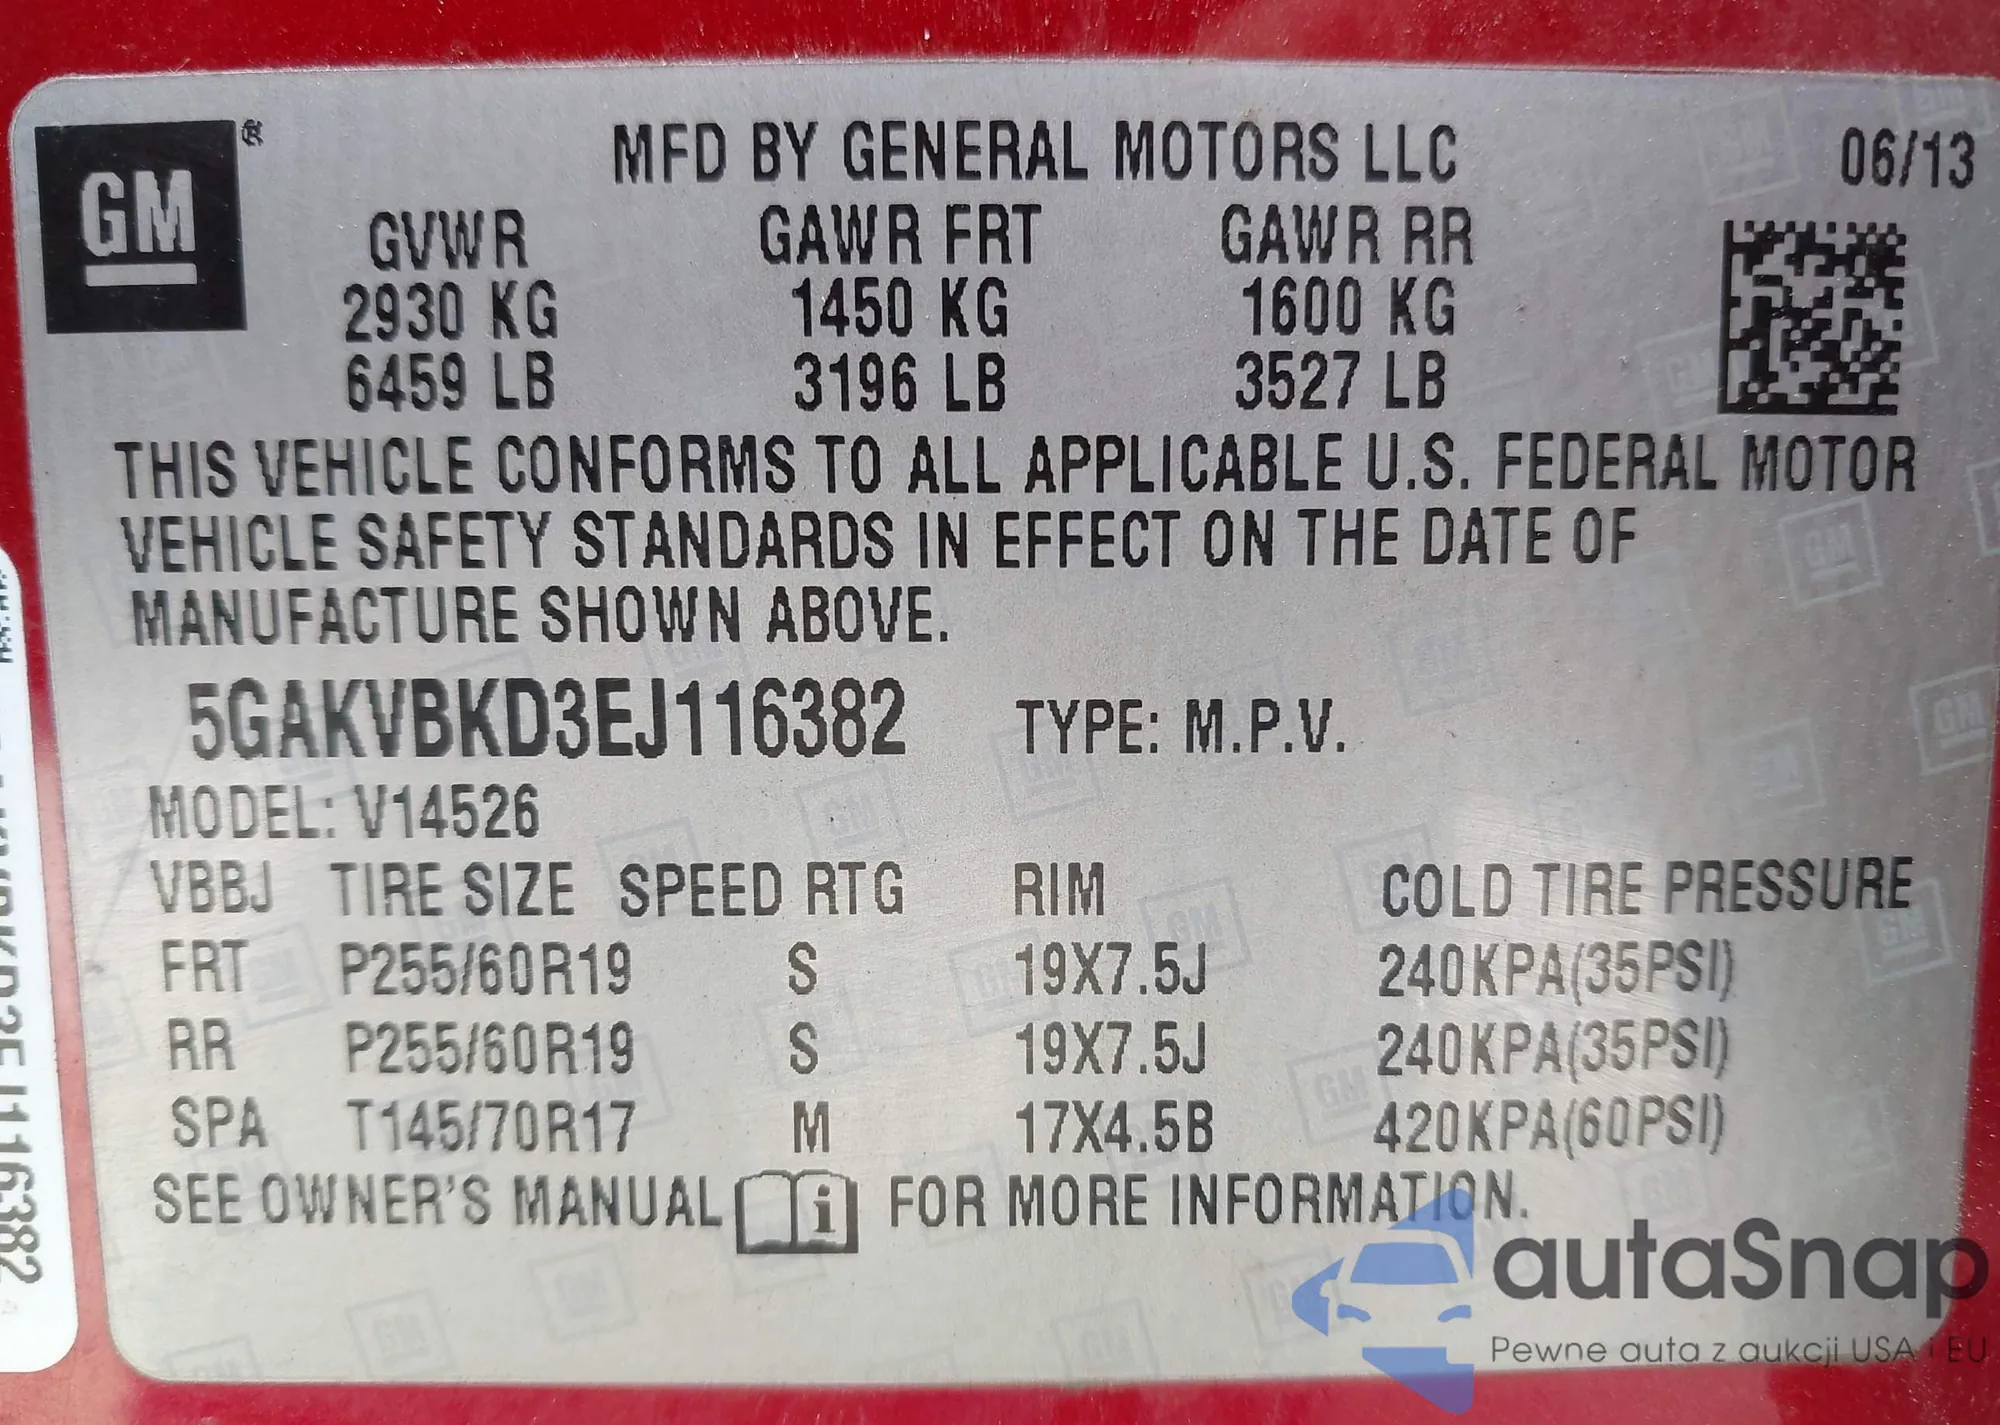 GM®
MFD BY GENERAL MOTORS LLC 06/13
GVWR GAWR FRT GAWR RR
2930 KG 1450 KG 1600 KG
6459 LB 3196 LB 3527 LB
THIS VEHICLE CONFORMS TO ALL APPLICABLE U.S. FEDERAL MOTOR
VEHICLE SAFETY STANDARDS IN EFFECT ON THE DATE OF
MANUFACTURE SHOWN ABOVE.
5GAKVBKD3EJ116382 TYPE: M.P.V.
MODEL: V14526
VBBJ TIRE SIZE SPEED RTG RIM COLD TIRE PRESSURE
FRT P255/60R19 S 19X7.5J 240KPA(35PSI)
RR P255/60R19 S 19X7.5J 240KPA(35PSI)
SPA T145/70R17 M 17X4.5B 420KPA(60PSI)
SEE OWNER'S MANUAL i FOR MORE INFORMATION.
autaSnap
Pewne auta z aukcji USA i EU